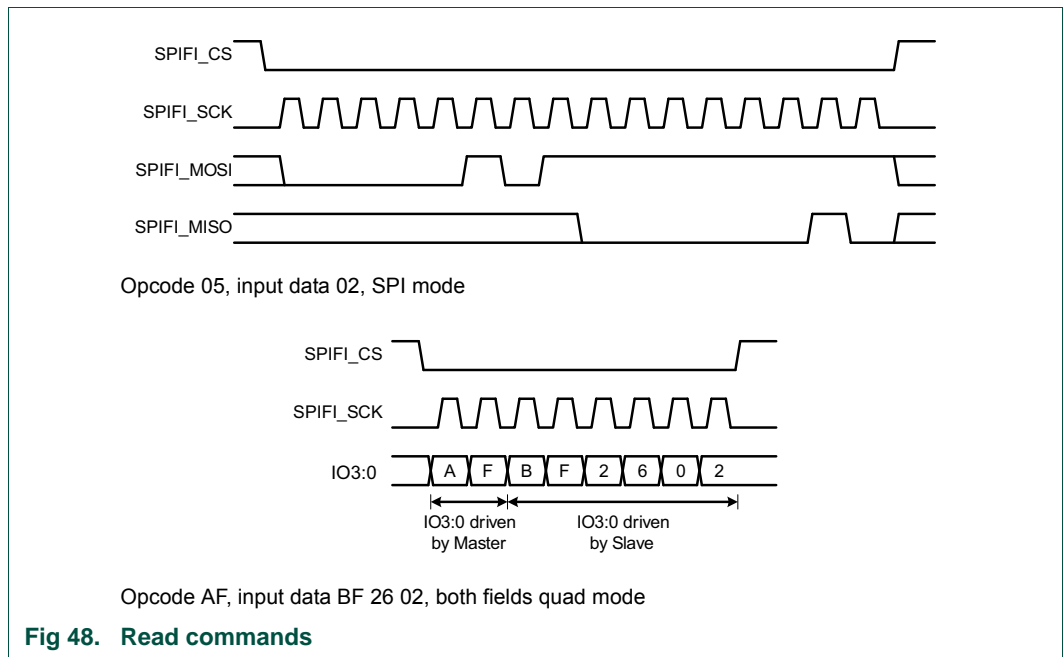 SPIFI_CS
SPIFI_SCK
SPIFI_MOSI
SPIFI_MISO
Opcode 05, input data 02, SPI mode
SPIFI_CS
SPIFI_SCK
IO3:0 A F B F 2 6 0 2
IO3:0 driven IO3:0 driven
by Master by Slave
Opcode AF, input data BF 26 02, both fields quad mode
Fig 48. Read commands